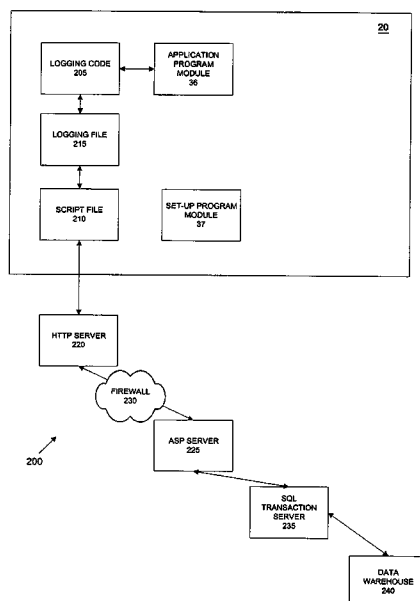 20
LOGGING CODE
205
APPLICATION
PROGRAM
MODULE
36
LOGGING FILE
215
SCRIPT FILE
210
SET-UP PROGRAM
MODULE
37
HTTP SERVER
220
FIREWALL
230
ASP SERVER
225
200
SQL
TRANSACTION
SERVER
235
DATA
WAREHOUSE
240